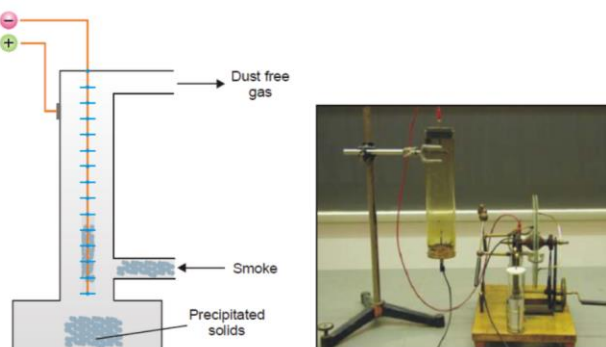 −
+
Dust free
gas
Smoke
Precipitated
solids